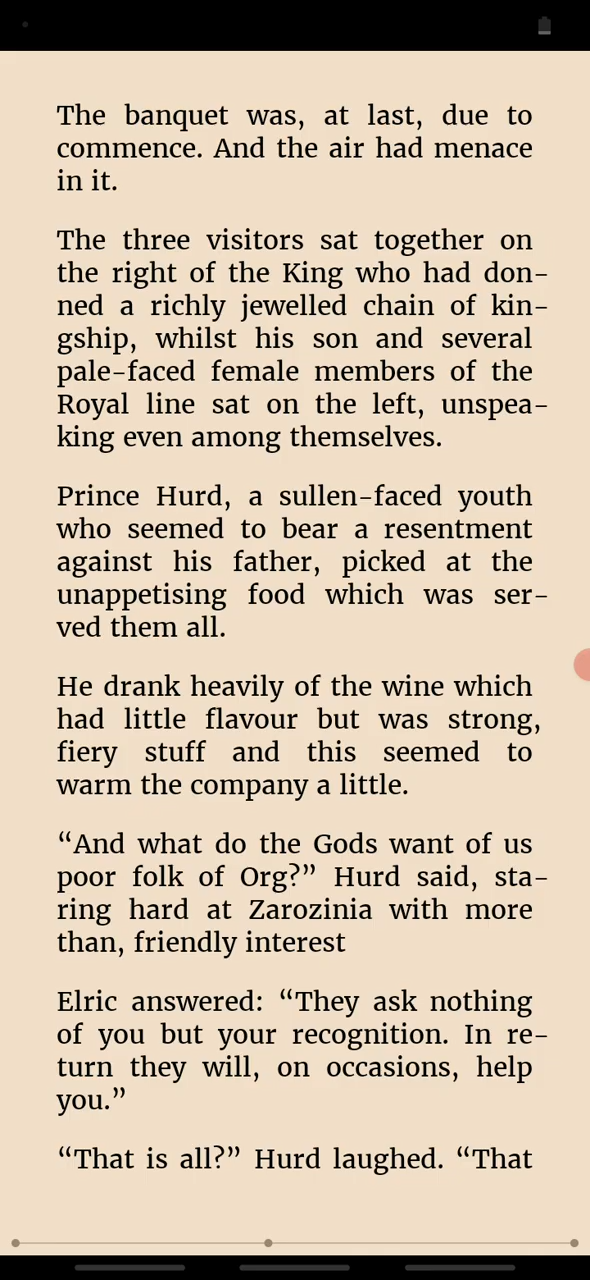 The banquet was, at last, due to
commence. And the air had menace
in it.
The three visitors sat together on
the right of the King who had don-
ned a richly jewelled chain of kin-
gship, whilst his son and several
pale-faced female members of the
Royal line sat on the left, unspea-
king even among themselves.
Prince Hurd, a sullen-faced youth
who seemed to bear a resentment
against his father, picked at the
unappetising food which was ser-
ved them all.
He drank heavily of the wine which
had little flavour but was strong,
fiery stuff and this seemed to
warm the company a little.
“And what do the Gods want of us
poor folk of Org?” Hurd said, sta-
ring hard at Zarozinia with more
than, friendly interest
Elric answered: “They ask nothing
of you but your recognition. In re-
turn they will, on occasions, help
you.”
“That is all?” Hurd laughed. “That